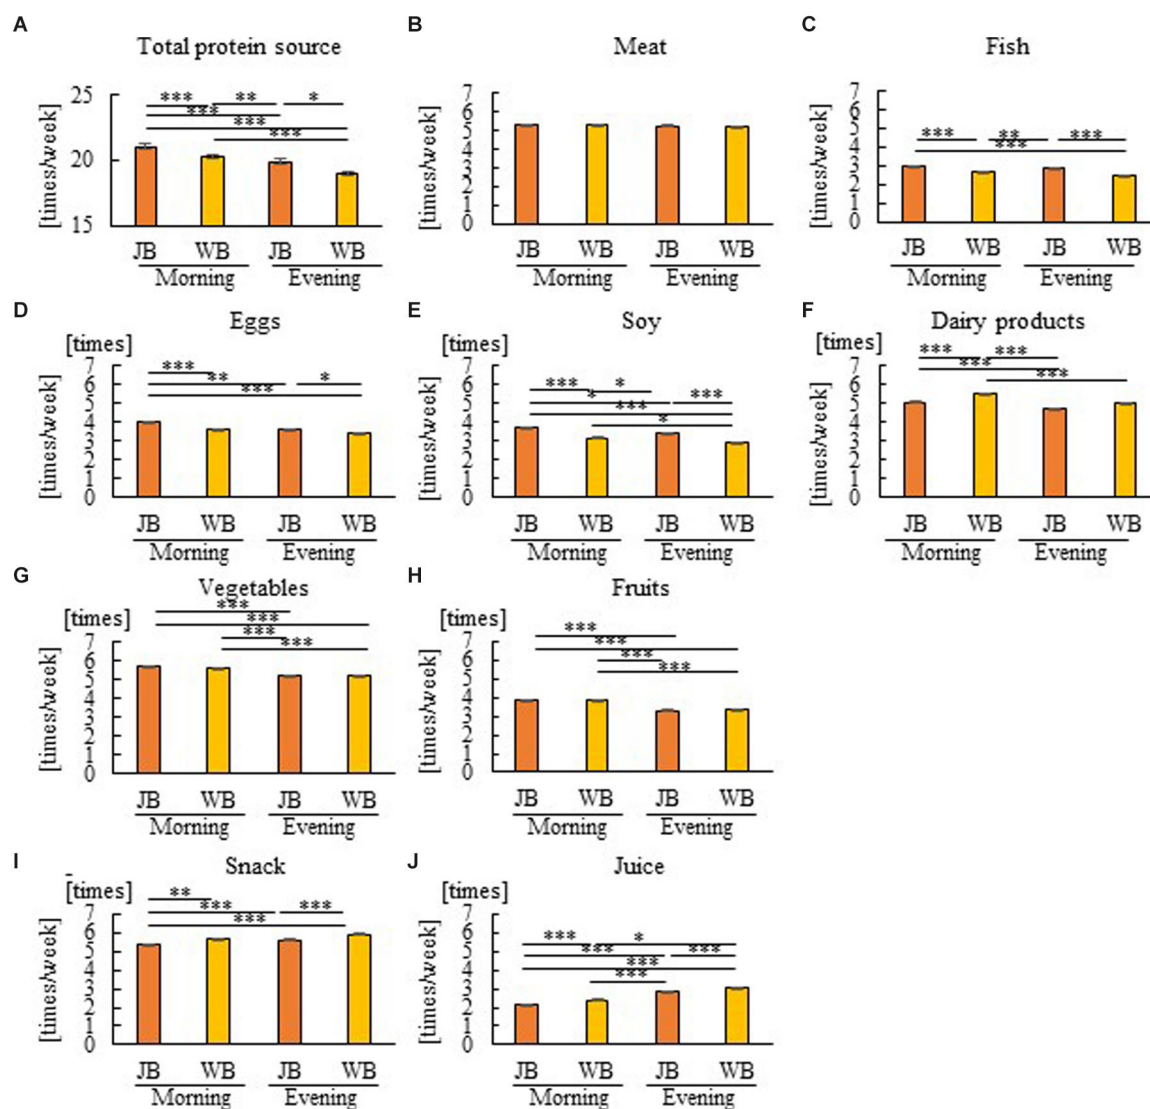 A
Total protein source
[times/week]
25
20
15
*** ** *
***
***
***
JB WB JB WB
Morning Evening
B
Meat
[times/week]
7
6
5
4
3
2
1
0
JB WB JB WB
Morning Evening
C
Fish
[times/week]
7
6
5
4
3
2
1
0
*** ** ***
***
JB WB JB WB
Morning Evening
D
Eggs
[times]
[times/week]
7
6
5
4
3
2
1
0
***
** *
***
JB WB JB WB
Morning Evening
E
Soy
[times]
[times/week]
7
6
5
4
3
2
1
0
*** *
* ***
***
*
JB WB JB WB
Morning Evening
F
Dairy products
[times]
[times/week]
7
6
5
4
3
2
1
0
*** ***
***
***
JB WB JB WB
Morning Evening
G
Vegetables
[times]
[times/week]
7
6
5
4
3
2
1
0
***
***
***
***
JB WB JB WB
Morning Evening
H
Fruits
[times]
[times/week]
7
6
5
4
3
2
1
0
***
***
***
***
JB WB JB WB
Morning Evening
I
Snack
[times]
[times/week]
7
6
5
4
3
2
1
0
**
*** ***
***
JB WB JB WB
Morning Evening
J
Juice
[times]
[times/week]
7
6
5
4
3
2
1
0
*** *
*** ***
***
***
JB WB JB WB
Morning Evening